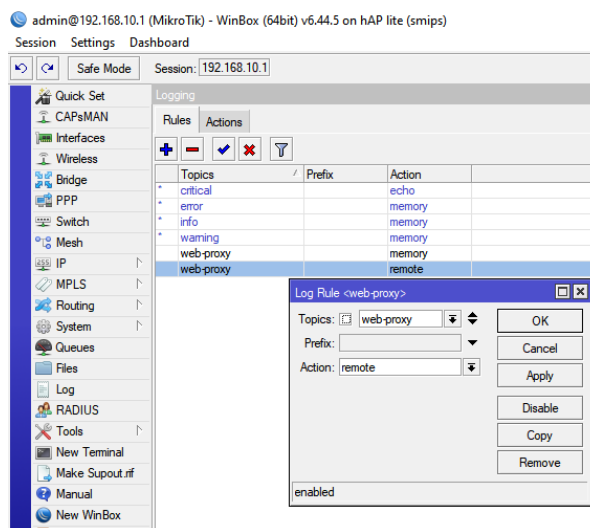 admin@192.168.10.1 (MikroTik) - WinBox (64bit) v6.44.5 on hAP lite (smips)
Session Settings Dashboard
Safe Mode Session: 192.168.10.1
Quick Set
CAPsMAN
Interfaces
Wireless
Bridge
PPP
Switch
Mesh
IP
MPLS
Routing
System
Queues
Files
Log
RADIUS
Tools
New Terminal
Make Supout.rif
Manual
New WinBox
Logging
Rules Actions
Topics / Prefix Action
* critical echo
* error memory
* info memory
* warning memory
web-proxy memory
web-proxy remote
Log Rule <web-proxy>
Topics: web-proxy
Prefix:
Action: remote
OK
Cancel
Apply
Disable
Copy
Remove
enabled